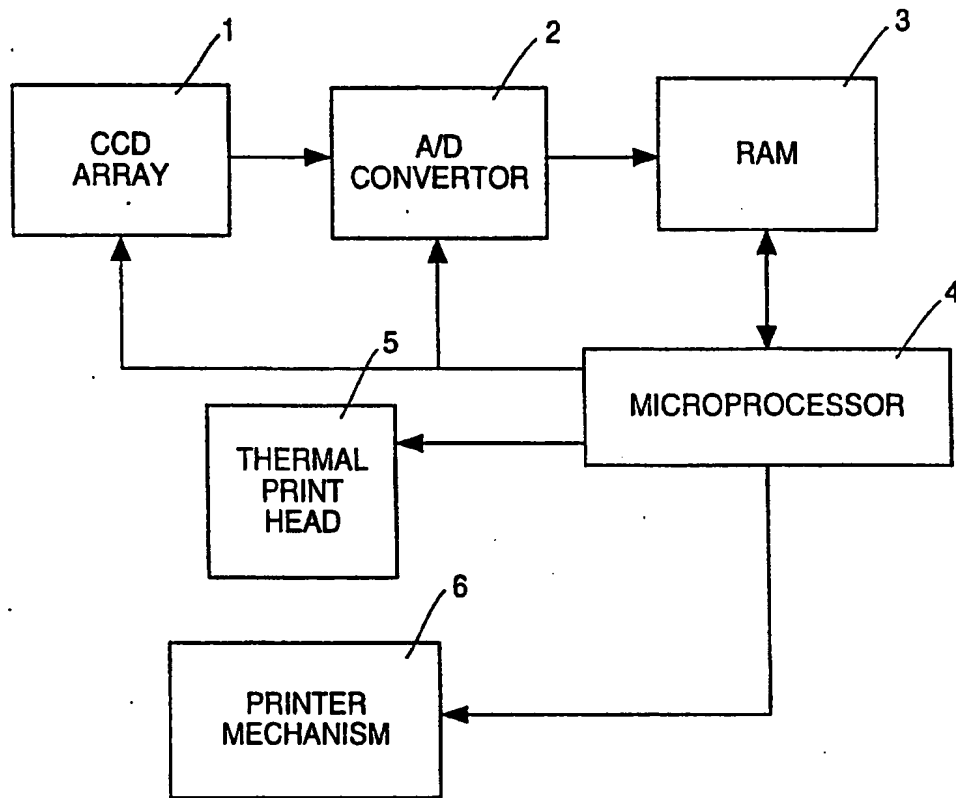 1
2
3
CCD
ARRAY
A/D
CONVERTOR
RAM
4
MICROPROCESSOR
5
THERMAL
PRINT
HEAD
6
PRINTER
MECHANISM